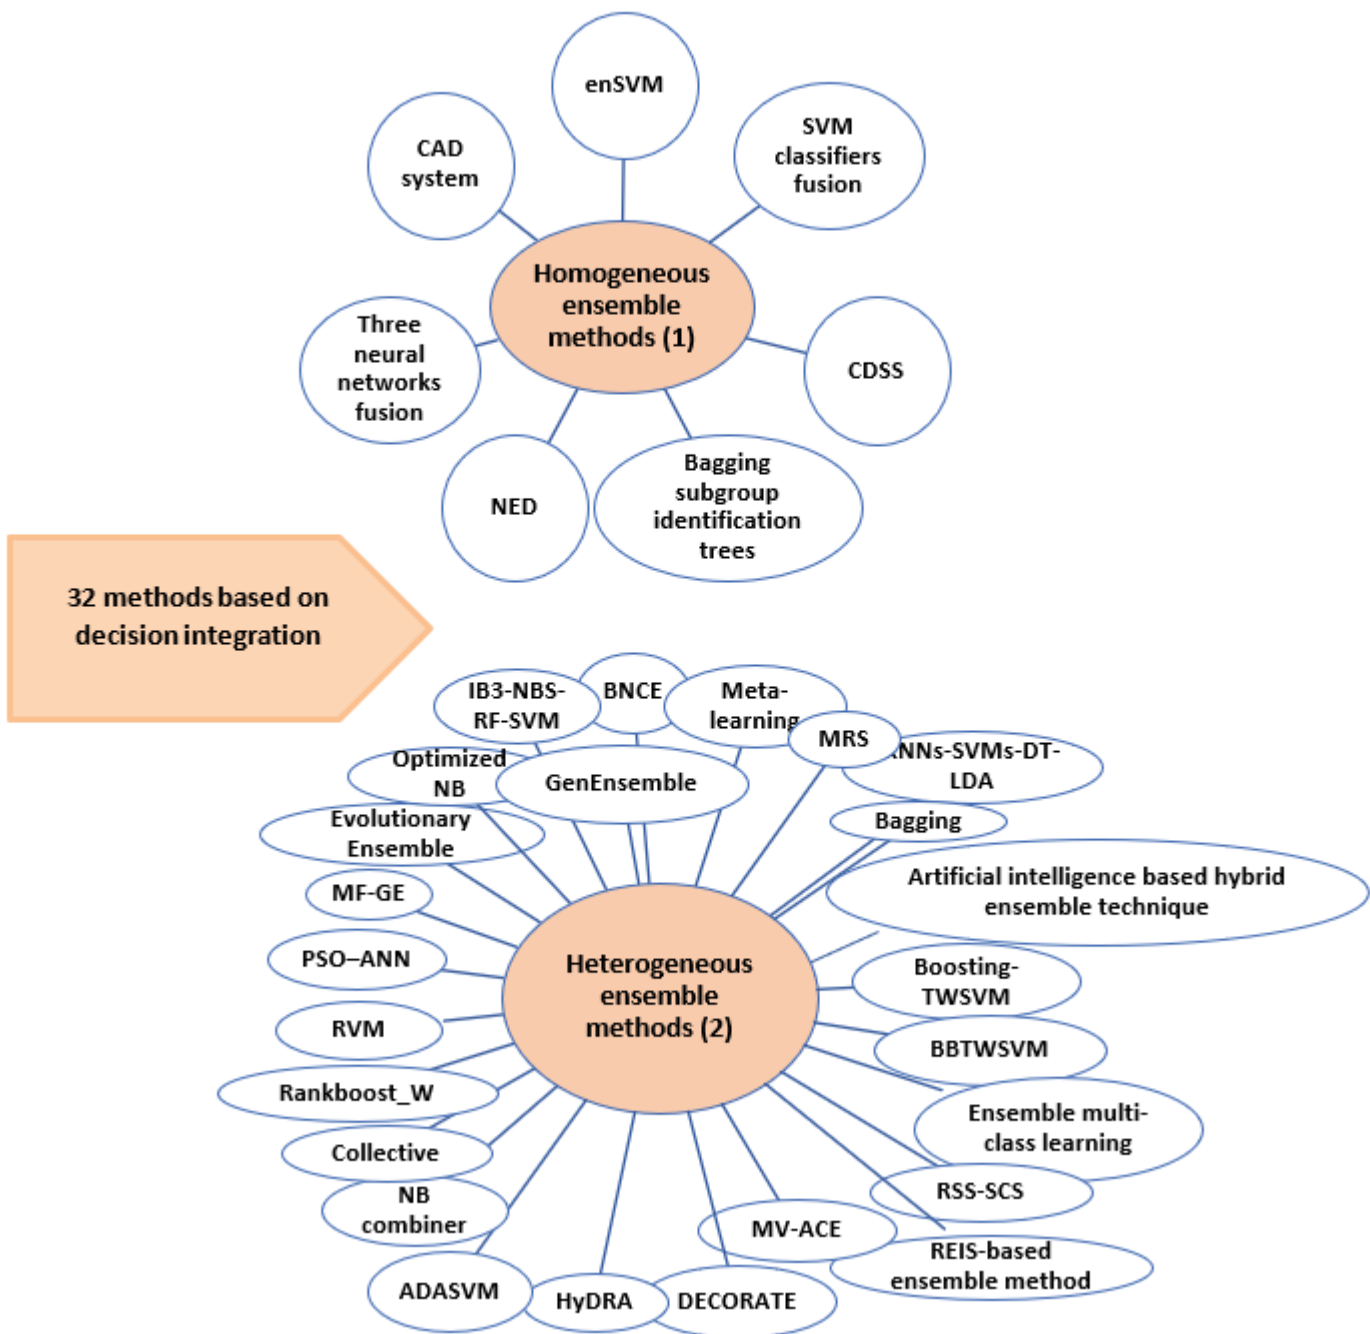 enSVM
CAD
system
SVM
classifiers
fusion
Homogeneous
ensemble
methods (1)
Three
neural
networks
fusion
CDSS
NED
Bagging
subgroup
identification
trees
32 methods based on
decision integration
IB3-NBS-
RF-SVM
BNCE
Meta-
learning
MRS
NNs-SVMs-DT-
LDA
Optimized
NB
GenEnsemble
Bagging
Evolutionary
Ensemble
Artificial intelligence based hybrid
ensemble technique
MF-GE
PSO–ANN
Boosting-
TWSVM
Heterogeneous
ensemble
methods (2)
RVM
BBTWSVM
Rankboost_W
Ensemble multi-
class learning
Collective
RSS-SCS
NB
combiner
MV-ACE
REIS-based
ensemble method
ADASVM
HyDRA
DECORATE